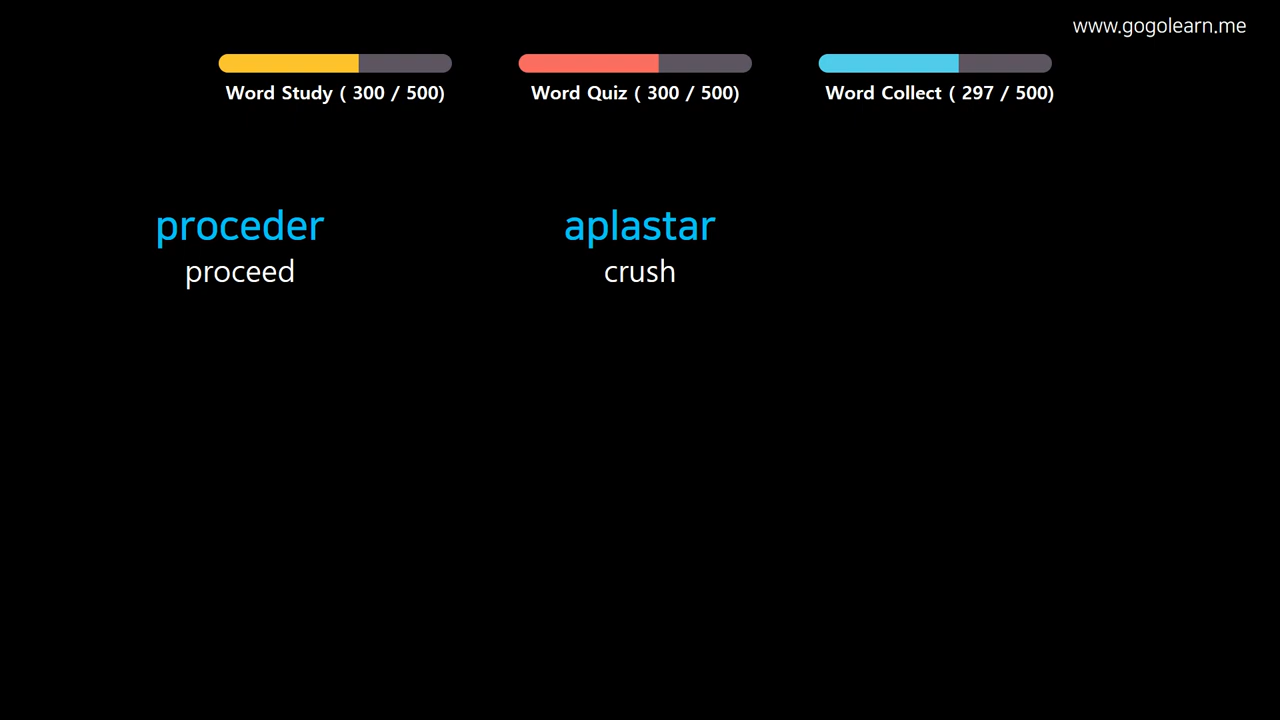 www.gogolearn.me
Word Study ( 300 / 500)
Word Quiz ( 300 / 500)
Word Collect ( 297 / 500)
proceder
proceed
aplastar
crush